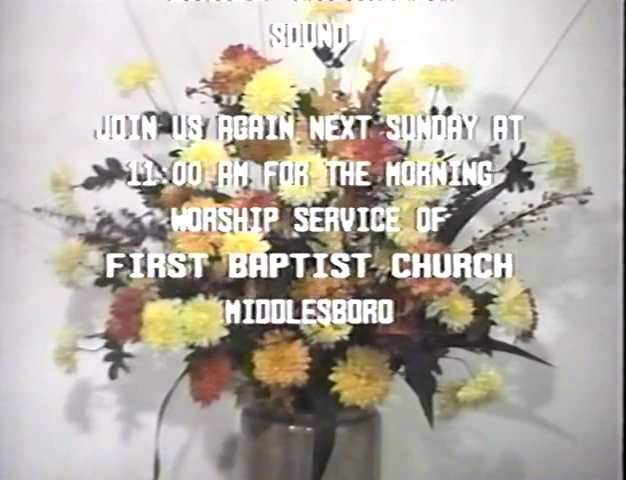 SOUND
JOIN US AGAIN NEXT SUNDAY AT
11:00 AM FOR THE MORNING
WORSHIP SERVICE OF
FIRST BAPTIST CHURCH
MIDDLESBORO